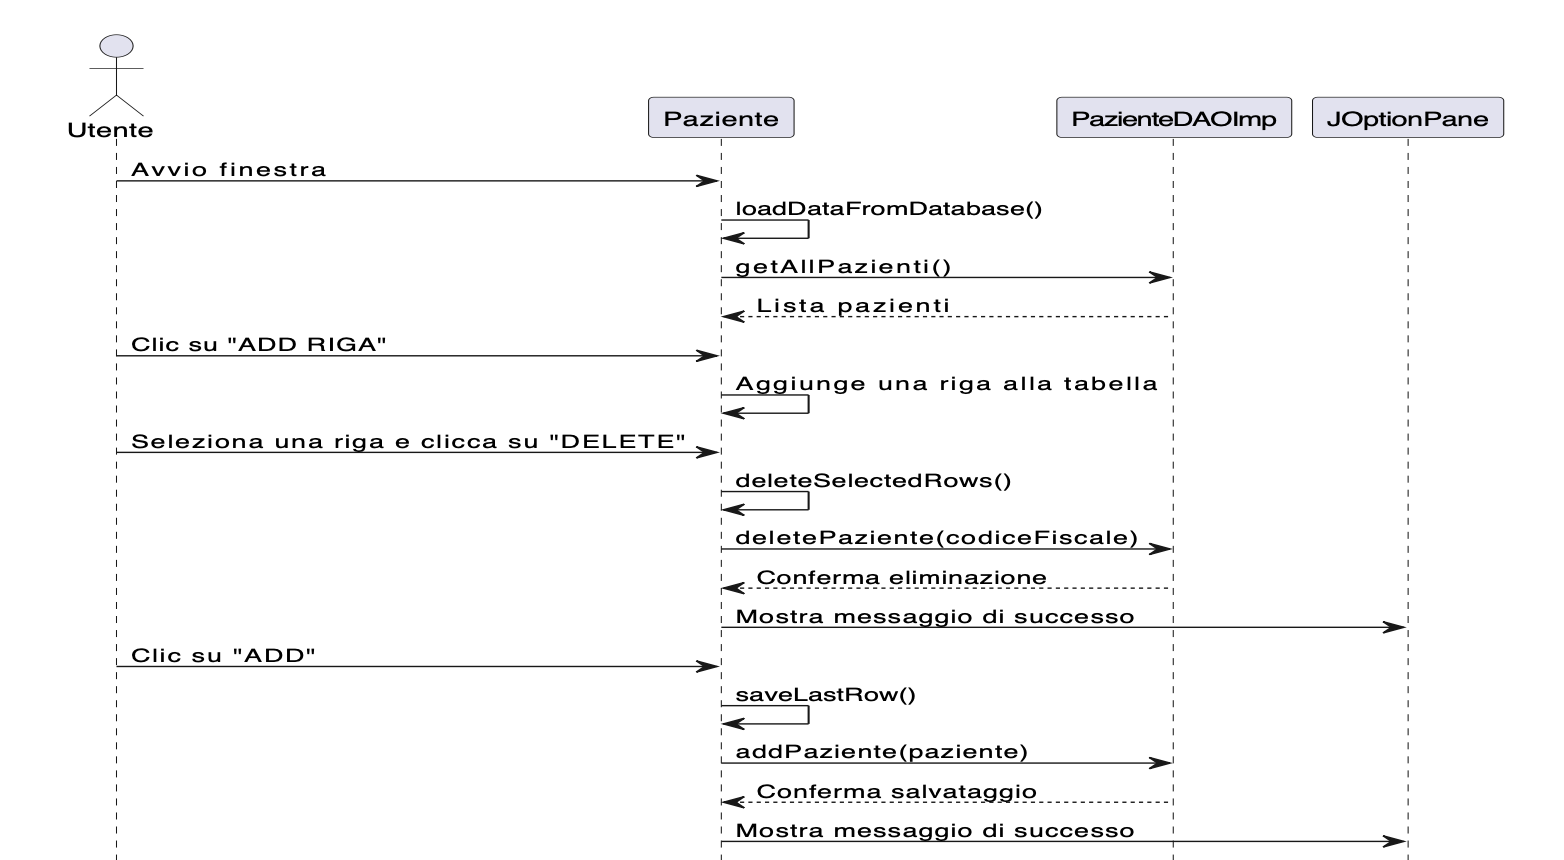 Utente
Paziente
PazienteDAOImp
JOptionPane
Avvio finestra
loadDataFromDatabase()
getAllPazienti()
Lista pazienti
Clic su "ADD RIGA"
Aggiunge una riga alla tabella
Seleziona una riga e clicca su "DELETE"
deleteSelectedRows()
deletePaziente(codiceFiscale)
Conferma eliminazione
Mostra messaggio di successo
Clic su "ADD"
saveLastRow()
addPaziente(paziente)
Conferma salvataggio
Mostra messaggio di successo